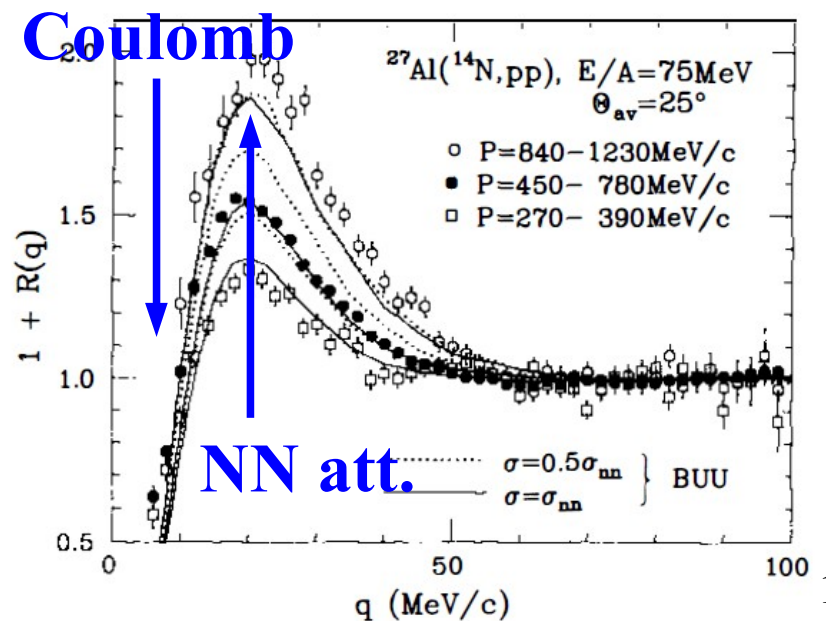 Coulomb
2.0
²⁷Al(¹⁴N,pp), E/A=75MeV
Θav=25°
P=840-1230MeV/c
P=450- 780MeV/c
P=270- 390MeV/c
1.5
1 + R(q)
1.0
NN att.
σ=0.5σnn
σ=σnn
BUU
0.5
0
50
100
q (MeV/c)